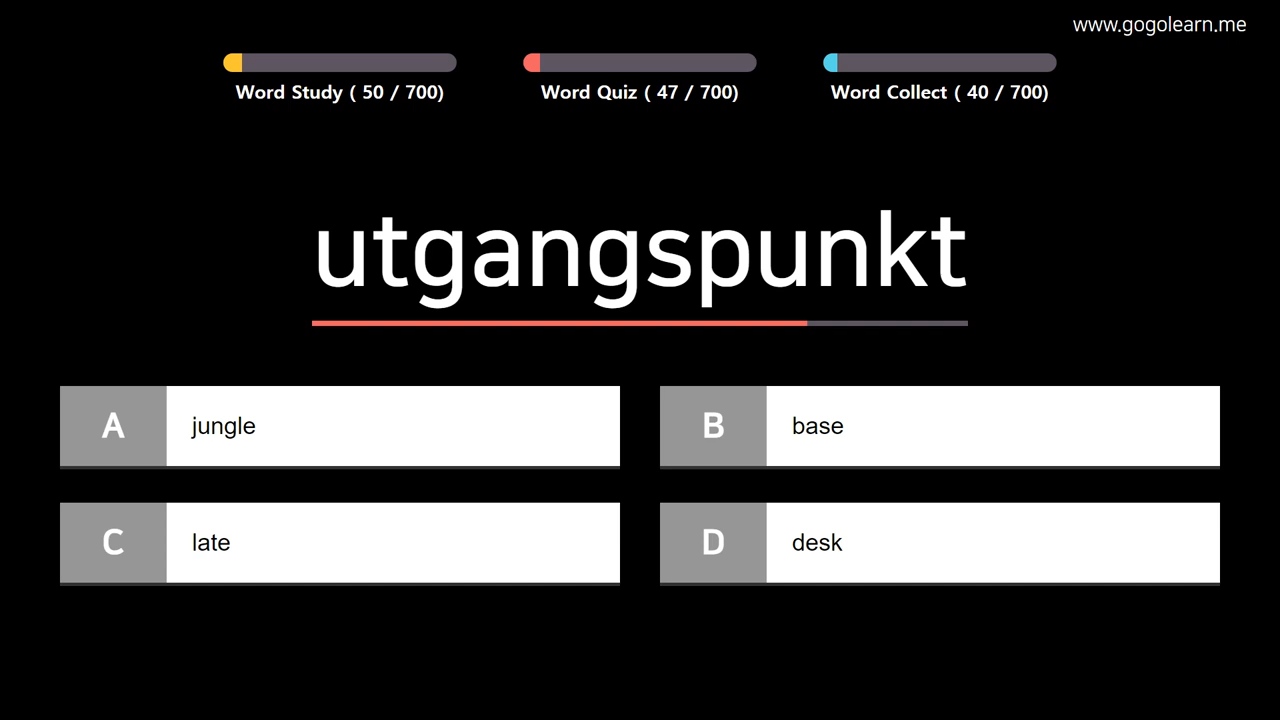 www.gogolearn.me
Word Study ( 50 / 700)
Word Quiz ( 47 / 700)
Word Collect ( 40 / 700)
utgangspunkt
A jungle
B base
C late
D desk